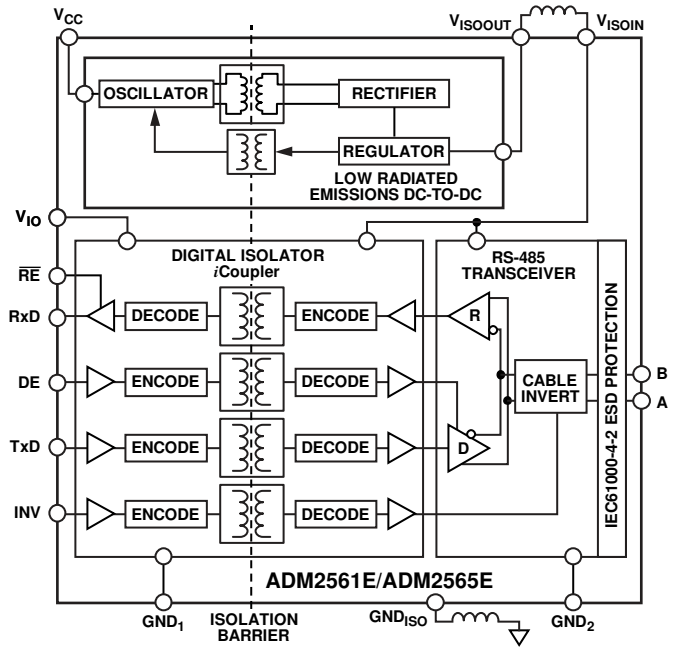 VCC
VISOOUT
VISOIN
OSCILLATOR
RECTIFIER
REGULATOR
LOW RADIATED
EMISSIONS DC-TO-DC
VIO
DIGITAL ISOLATOR
iCoupler
RS-485
TRANSCEIVER
RE
RxD
DECODE
ENCODE
R
DE
ENCODE
DECODE
CABLE
INVERT
IEC61000-4-2 ESD PROTECTION
B
A
TxD
ENCODE
DECODE
D
INV
ENCODE
DECODE
ADM2561E/ADM2565E
GND1
ISOLATION
BARRIER
GNDISO
GND2